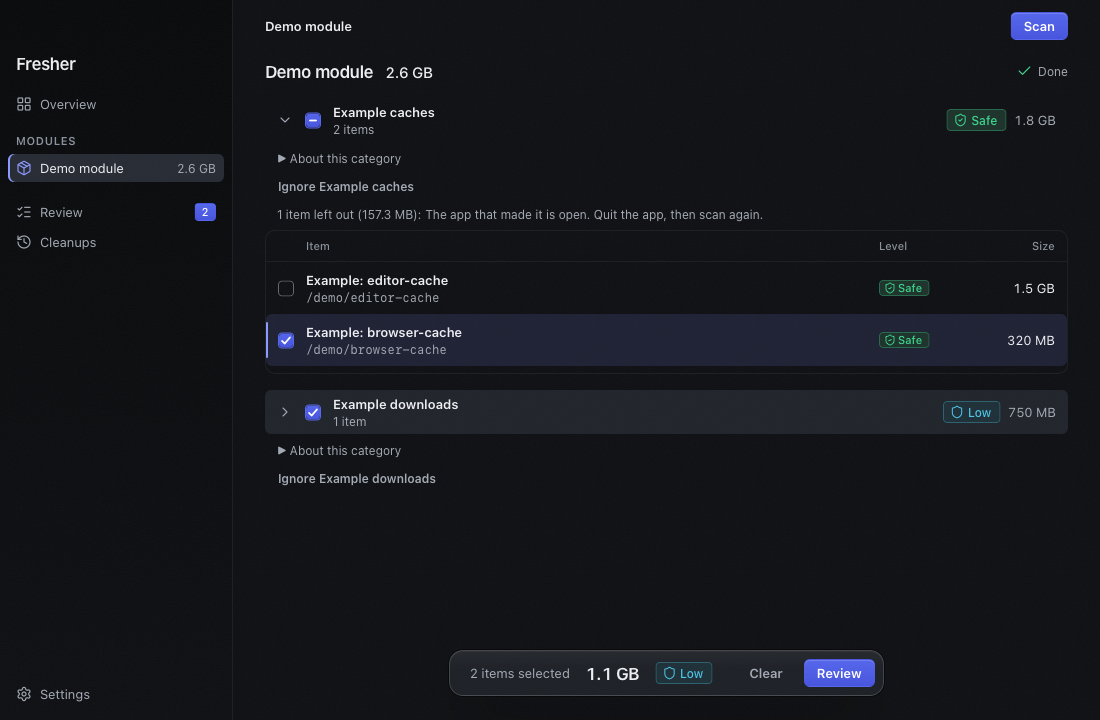 Fresher
Overview
MODULES
Demo module 2.6 GB
Review 2
Cleanups
Settings
Demo module
Scan
Demo module 2.6 GB
Done
Example caches
2 items
Safe 1.8 GB
About this category
Ignore Example caches
1 item left out (157.3 MB): The app that made it is open. Quit the app, then scan again.
Item Level Size
Example: editor-cache
/demo/editor-cache
Safe 1.5 GB
Example: browser-cache
/demo/browser-cache
Safe 320 MB
Example downloads
1 item
Low 750 MB
About this category
Ignore Example downloads
2 items selected 1.1 GB Low Clear Review